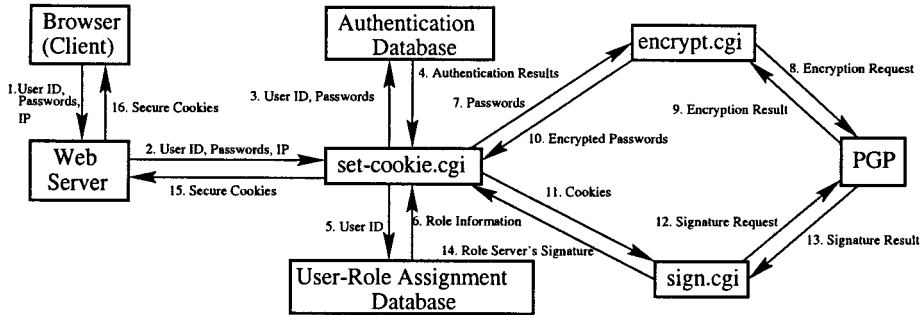 Browser
(Client)
Authentication
Database
encrypt.cgi
1.User ID,
Passwords,
IP
16. Secure Cookies
3. User ID, Passwords
4. Authentication Results
7. Passwords
8. Encryption Request
9. Encryption Result
10. Encrypted Passwords
Web
Server
2. User ID, Passwords, IP
15. Secure Cookies
set-cookie.cgi
PGP
11. Cookies
12. Signature Request
13. Signature Result
5. User ID
6. Role Information
14. Role Server's Signature
User-Role Assignment
Database
sign.cgi